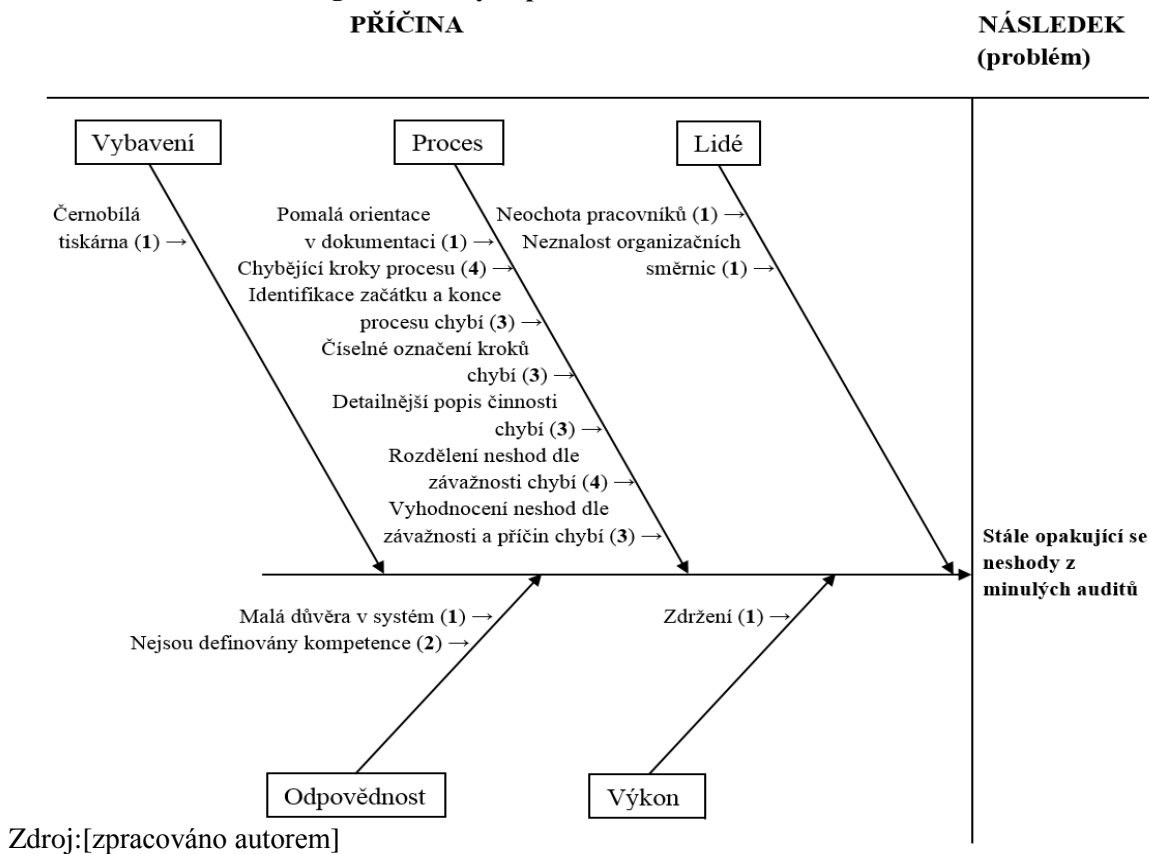 PŘÍČINA
NÁSLEDEK
(problém)
Vybavení
Proces
Lidé
Černobílá
tiskárna (1) →
Pomalá orientace
v dokumentaci (1) →
Chybějící kroky procesu (4) →
Identifikace začátku a konce
procesu chybí (3) →
Číselné označení kroků
chybí (3) →
Detailnější popis činnosti
chybí (3) →
Rozdělení neshod dle
závažnosti chybí (4) →
Vyhodnocení neshod dle
závažnosti a příčin chybí (3) →
Neochota pracovníků (1) →
Neznalost organizačních
směrnic (1) →
Stále opakující se
neshody z
minulých auditů
Malá důvěra v systém (1) →
Nejsou definovány kompetence (2) →
Zdržení (1) →
Odpovědnost
Výkon
Zdroj:[zpracováno autorem]